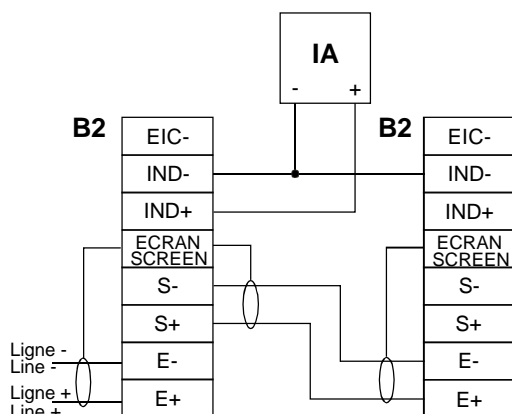 IA
- +
B2
EIC-
IND-
IND+
ECRAN
SCREEN
S-
S+
E-
E+
Ligne -
Line -
Ligne +
Line +
B2
EIC-
IND-
IND+
ECRAN
SCREEN
S-
S+
E-
E+